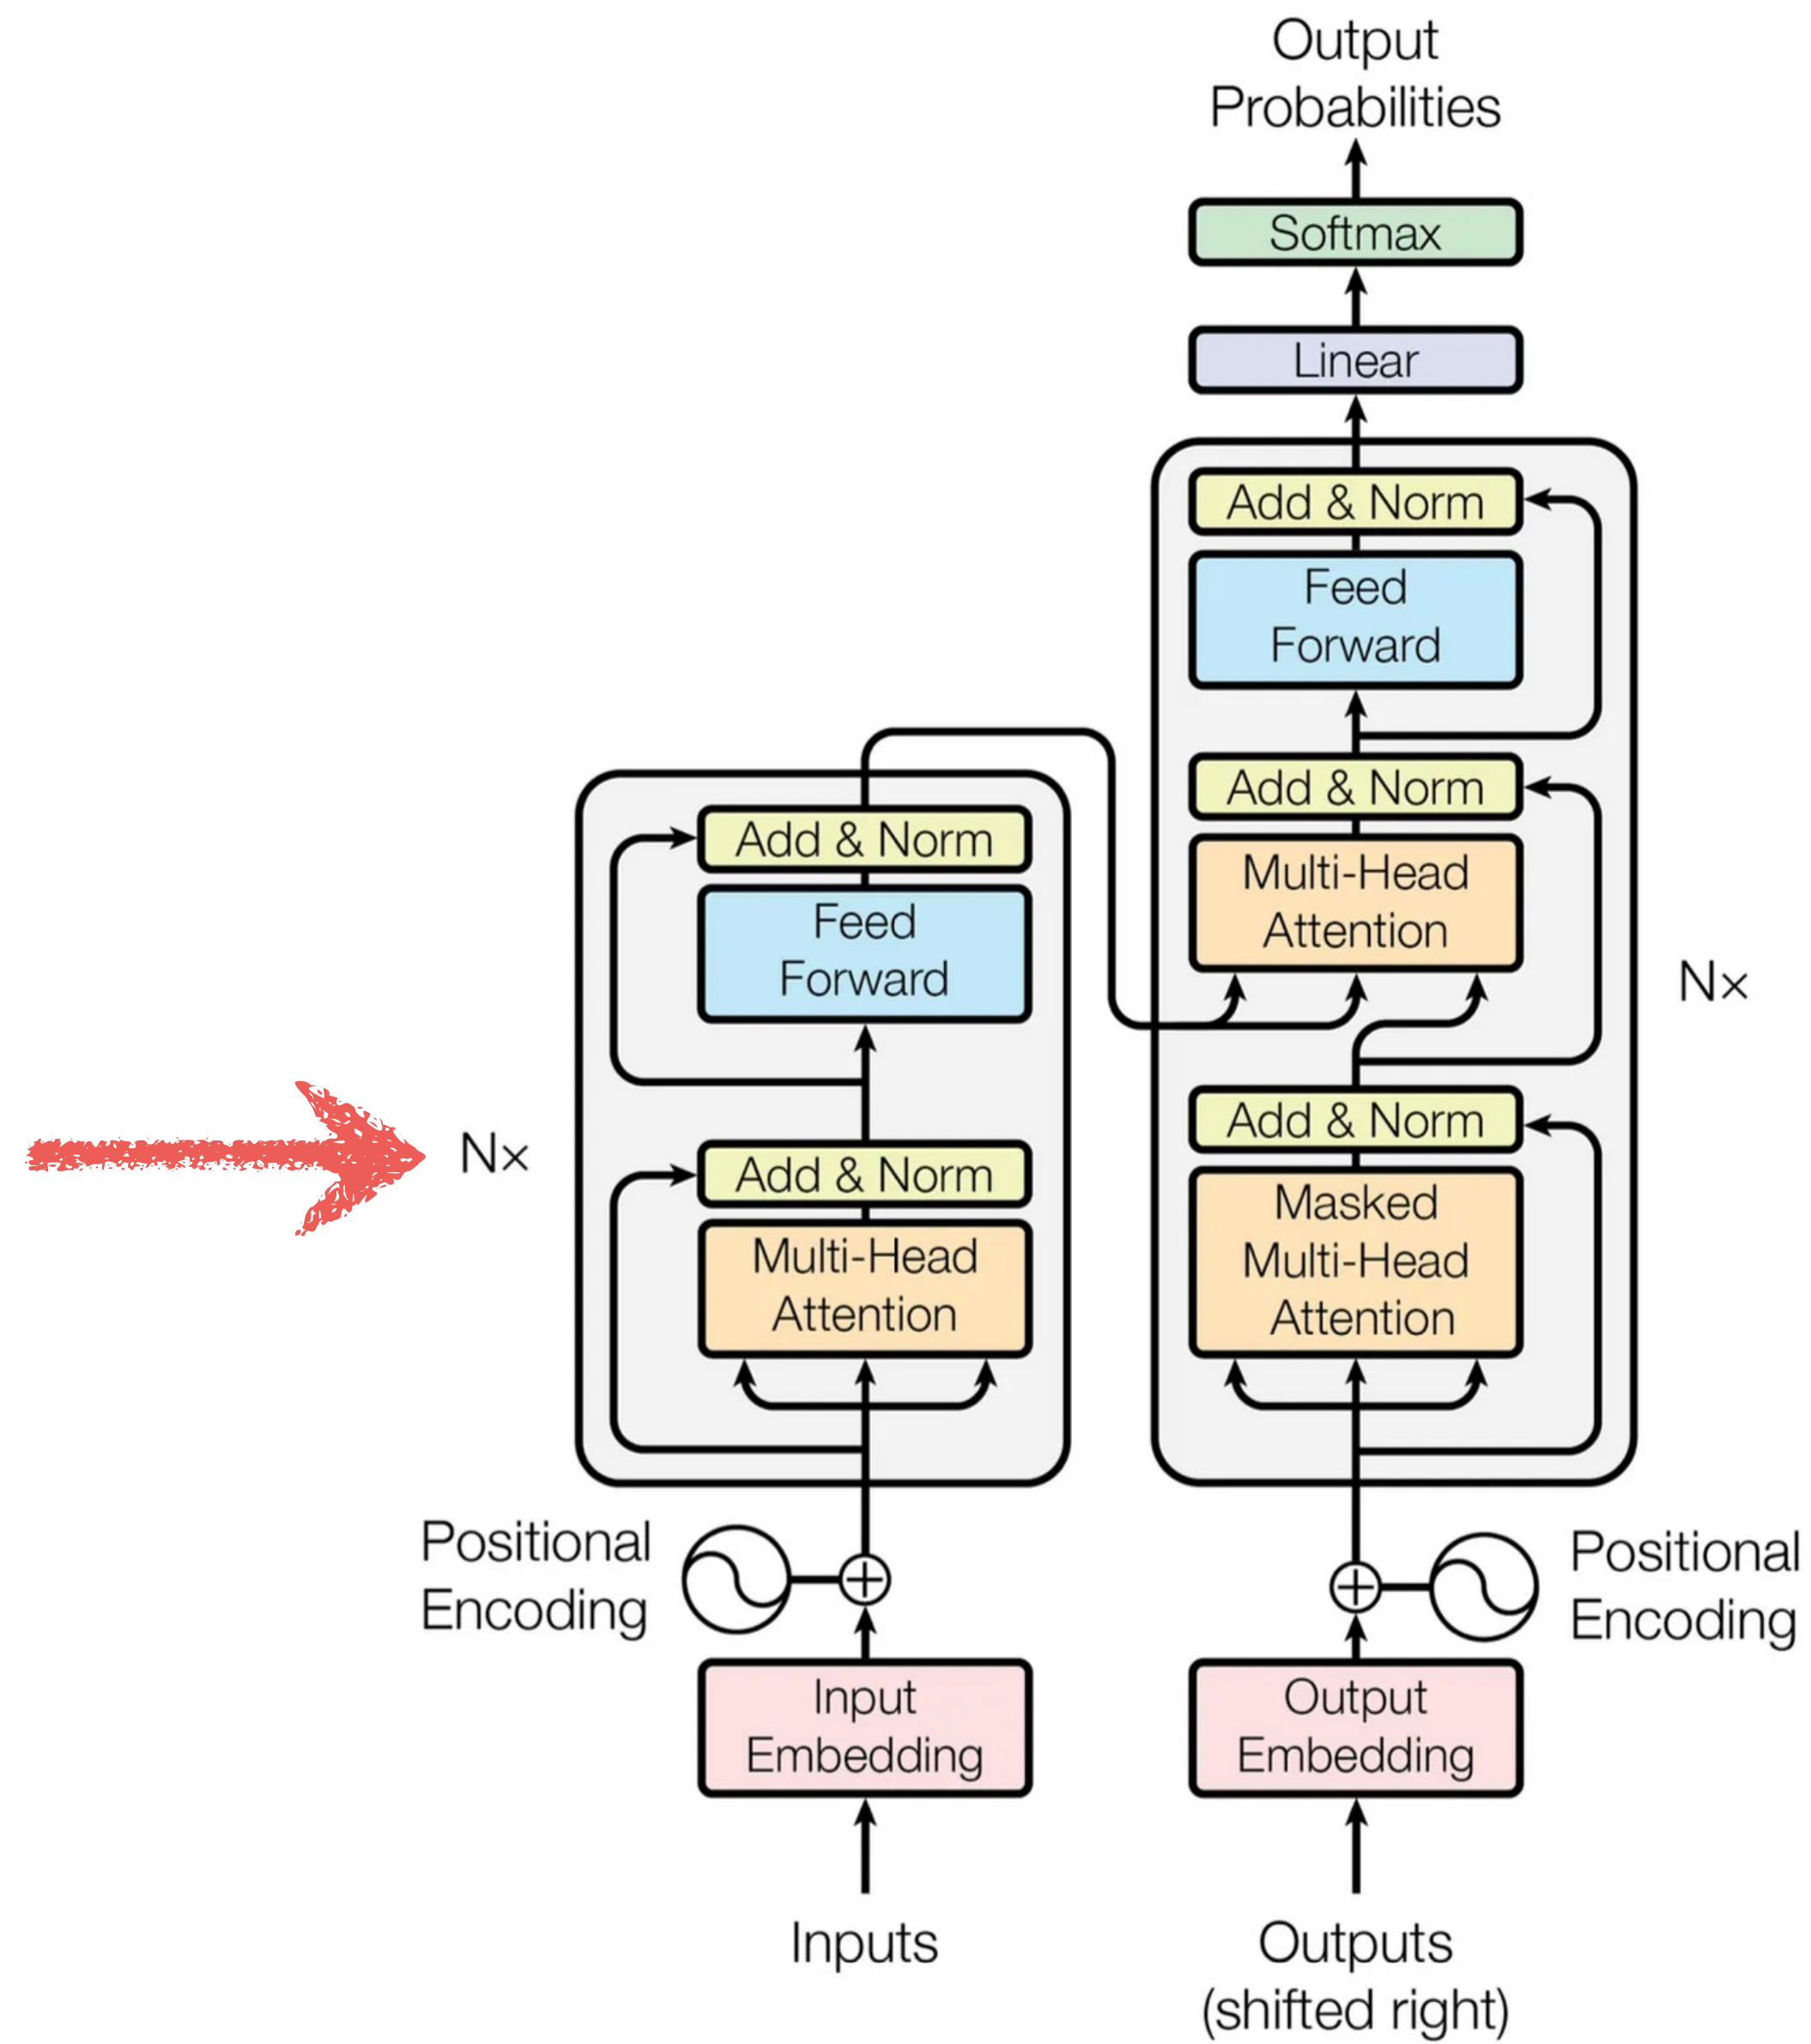 Output
Probabilities
Softmax
Linear
Add & Norm
Feed
Forward
Add & Norm
Multi-Head
Attention
N×
Add & Norm
Masked
Multi-Head
Attention
Add & Norm
Feed
Forward
N×
Add & Norm
Multi-Head
Attention
Positional
Encoding
Positional
Encoding
Input
Embedding
Output
Embedding
Inputs
Outputs
(shifted right)